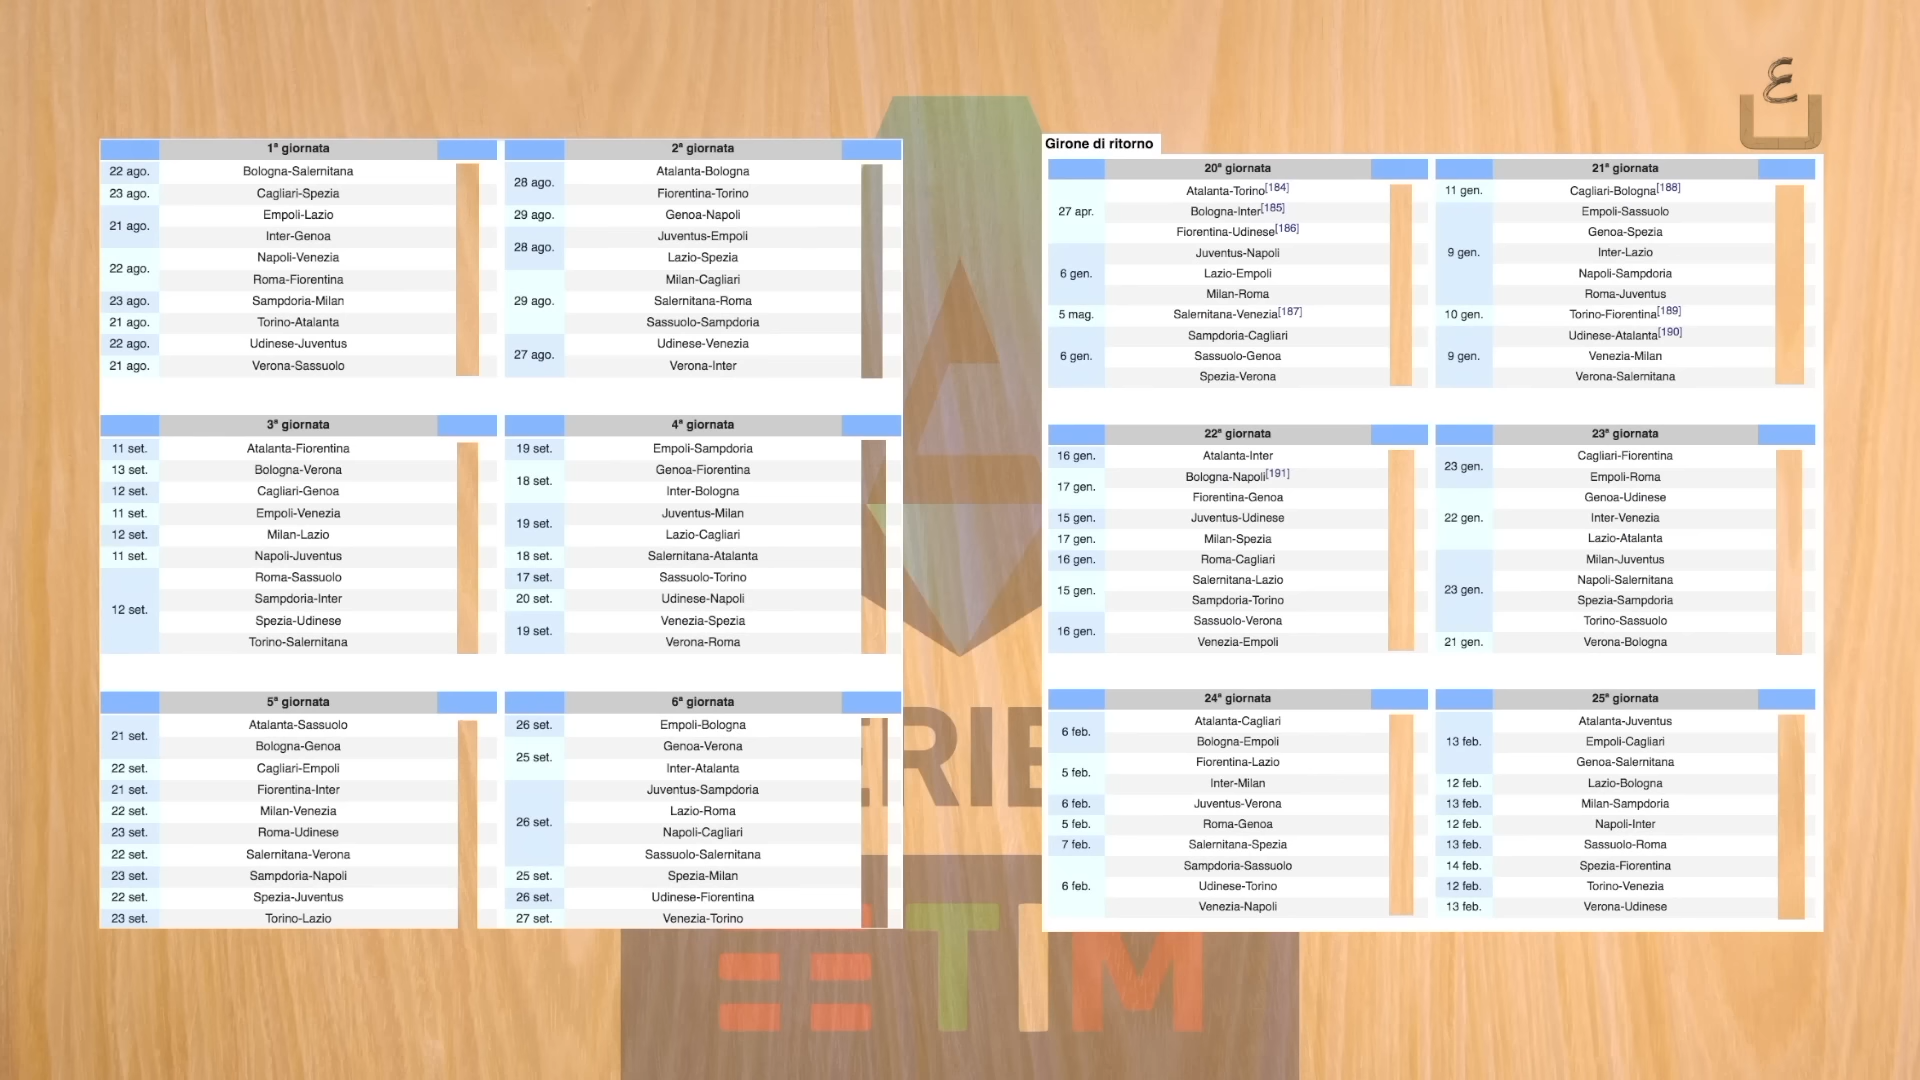 1ª giornata
22 ago.
Bologna-Salernitana
23 ago.
Cagliari-Spezia
21 ago.
Empoli-Lazio
Inter-Genoa
22 ago.
Napoli-Venezia
Roma-Fiorentina
23 ago.
Sampdoria-Milan
21 ago.
Torino-Atalanta
22 ago.
Udinese-Juventus
21 ago.
Verona-Sassuolo
2ª giornata
28 ago.
Atalanta-Bologna
Fiorentina-Torino
29 ago.
Genoa-Napoli
28 ago.
Juventus-Empoli
Lazio-Spezia
29 ago.
Milan-Cagliari
Salernitana-Roma
Sassuolo-Sampdoria
27 ago.
Udinese-Venezia
Verona-Inter
3ª giornata
11 set.
Atalanta-Fiorentina
13 set.
Bologna-Verona
12 set.
Cagliari-Genoa
11 set.
Empoli-Venezia
12 set.
Milan-Lazio
11 set.
Napoli-Juventus
12 set.
Roma-Sassuolo
Sampdoria-Inter
Spezia-Udinese
Torino-Salernitana
4ª giornata
19 set.
Empoli-Sampdoria
18 set.
Genoa-Fiorentina
Inter-Bologna
19 set.
Juventus-Milan
Lazio-Cagliari
18 set.
Salernitana-Atalanta
17 set.
Sassuolo-Torino
20 set.
Udinese-Napoli
19 set.
Venezia-Spezia
Verona-Roma
5ª giornata
21 set.
Atalanta-Sassuolo
Bologna-Genoa
22 set.
Cagliari-Empoli
21 set.
Fiorentina-Inter
22 set.
Milan-Venezia
23 set.
Roma-Udinese
22 set.
Salernitana-Verona
23 set.
Sampdoria-Napoli
22 set.
Spezia-Juventus
23 set.
Torino-Lazio
6ª giornata
26 set.
Empoli-Bologna
25 set.
Genoa-Verona
Inter-Atalanta
26 set.
Juventus-Sampdoria
Lazio-Roma
Napoli-Cagliari
Sassuolo-Salernitana
25 set.
Spezia-Milan
26 set.
Udinese-Fiorentina
27 set.
Venezia-Torino
ERIE
TIM
ع
Girone di ritorno
20ª giornata
27 apr.
Atalanta-Torino[184]
Bologna-Inter[185]
Fiorentina-Udinese[186]
6 gen.
Juventus-Napoli
Lazio-Empoli
Milan-Roma
5 mag.
Salernitana-Venezia[187]
6 gen.
Sampdoria-Cagliari
Sassuolo-Genoa
Spezia-Verona
21ª giornata
11 gen.
Cagliari-Bologna[188]
9 gen.
Empoli-Sassuolo
Genoa-Spezia
Inter-Lazio
Napoli-Sampdoria
Roma-Juventus
10 gen.
Torino-Fiorentina[189]
9 gen.
Udinese-Atalanta[190]
Venezia-Milan
Verona-Salernitana
22ª giornata
16 gen.
Atalanta-Inter
17 gen.
Bologna-Napoli[191]
Fiorentina-Genoa
15 gen.
Juventus-Udinese
17 gen.
Milan-Spezia
16 gen.
Roma-Cagliari
15 gen.
Salernitana-Lazio
Sampdoria-Torino
16 gen.
Sassuolo-Verona
Venezia-Empoli
23ª giornata
23 gen.
Cagliari-Fiorentina
Empoli-Roma
22 gen.
Genoa-Udinese
Inter-Venezia
Lazio-Atalanta
23 gen.
Milan-Juventus
Napoli-Salernitana
Spezia-Sampdoria
Torino-Sassuolo
21 gen.
Verona-Bologna
24ª giornata
6 feb.
Atalanta-Cagliari
Bologna-Empoli
5 feb.
Fiorentina-Lazio
Inter-Milan
6 feb.
Juventus-Verona
5 feb.
Roma-Genoa
7 feb.
Salernitana-Spezia
6 feb.
Sampdoria-Sassuolo
Udinese-Torino
Venezia-Napoli
25ª giornata
13 feb.
Atalanta-Juventus
Empoli-Cagliari
Genoa-Salernitana
12 feb.
Lazio-Bologna
13 feb.
Milan-Sampdoria
12 feb.
Napoli-Inter
13 feb.
Sassuolo-Roma
14 feb.
Spezia-Fiorentina
12 feb.
Torino-Venezia
13 feb.
Verona-Udinese